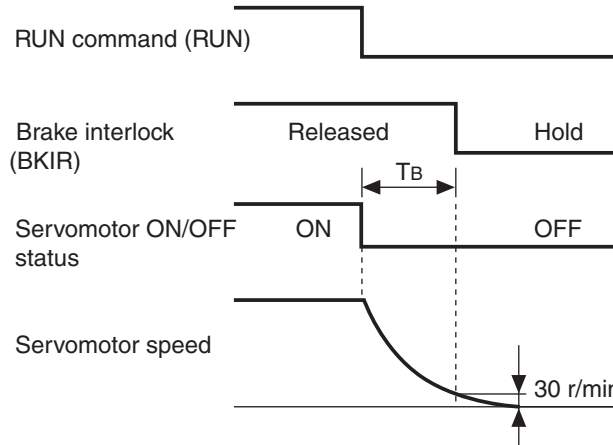 RUN command (RUN)
Brake interlock
(BKIR)
Released
Hold
TB
Servomotor ON/OFF
status
ON
OFF
Servomotor speed
30 r/min